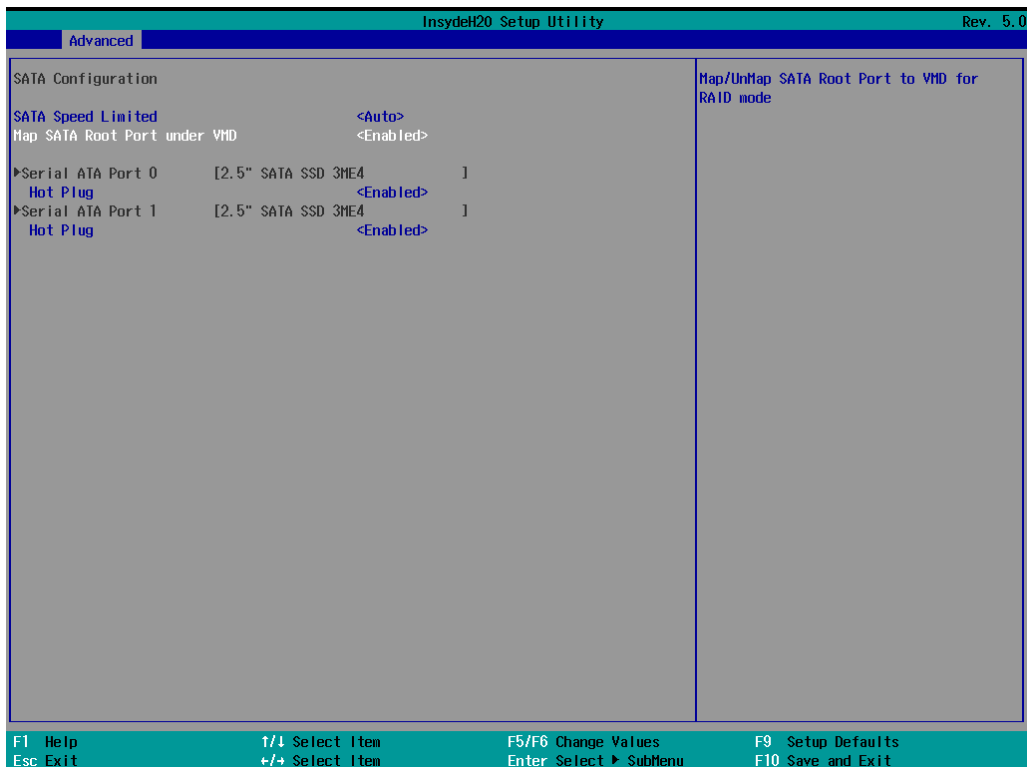 InsydeH2O Setup Utility Rev. 5.0
Advanced
SATA Configuration
SATA Speed Limited <Auto>
Map SATA Root Port under VMD <Enabled>
▶Serial ATA Port 0 [2.5" SATA SSD 3ME4 ]
Hot Plug <Enabled>
▶Serial ATA Port 1 [2.5" SATA SSD 3ME4 ]
Hot Plug <Enabled>
Map/UnMap SATA Root Port to VMD for
RAID mode
F1 Help ↑/↓ Select Item F5/F6 Change Values F9 Setup Defaults
Esc Exit ←/→ Select Item Enter Select ▶ SubMenu F10 Save and Exit